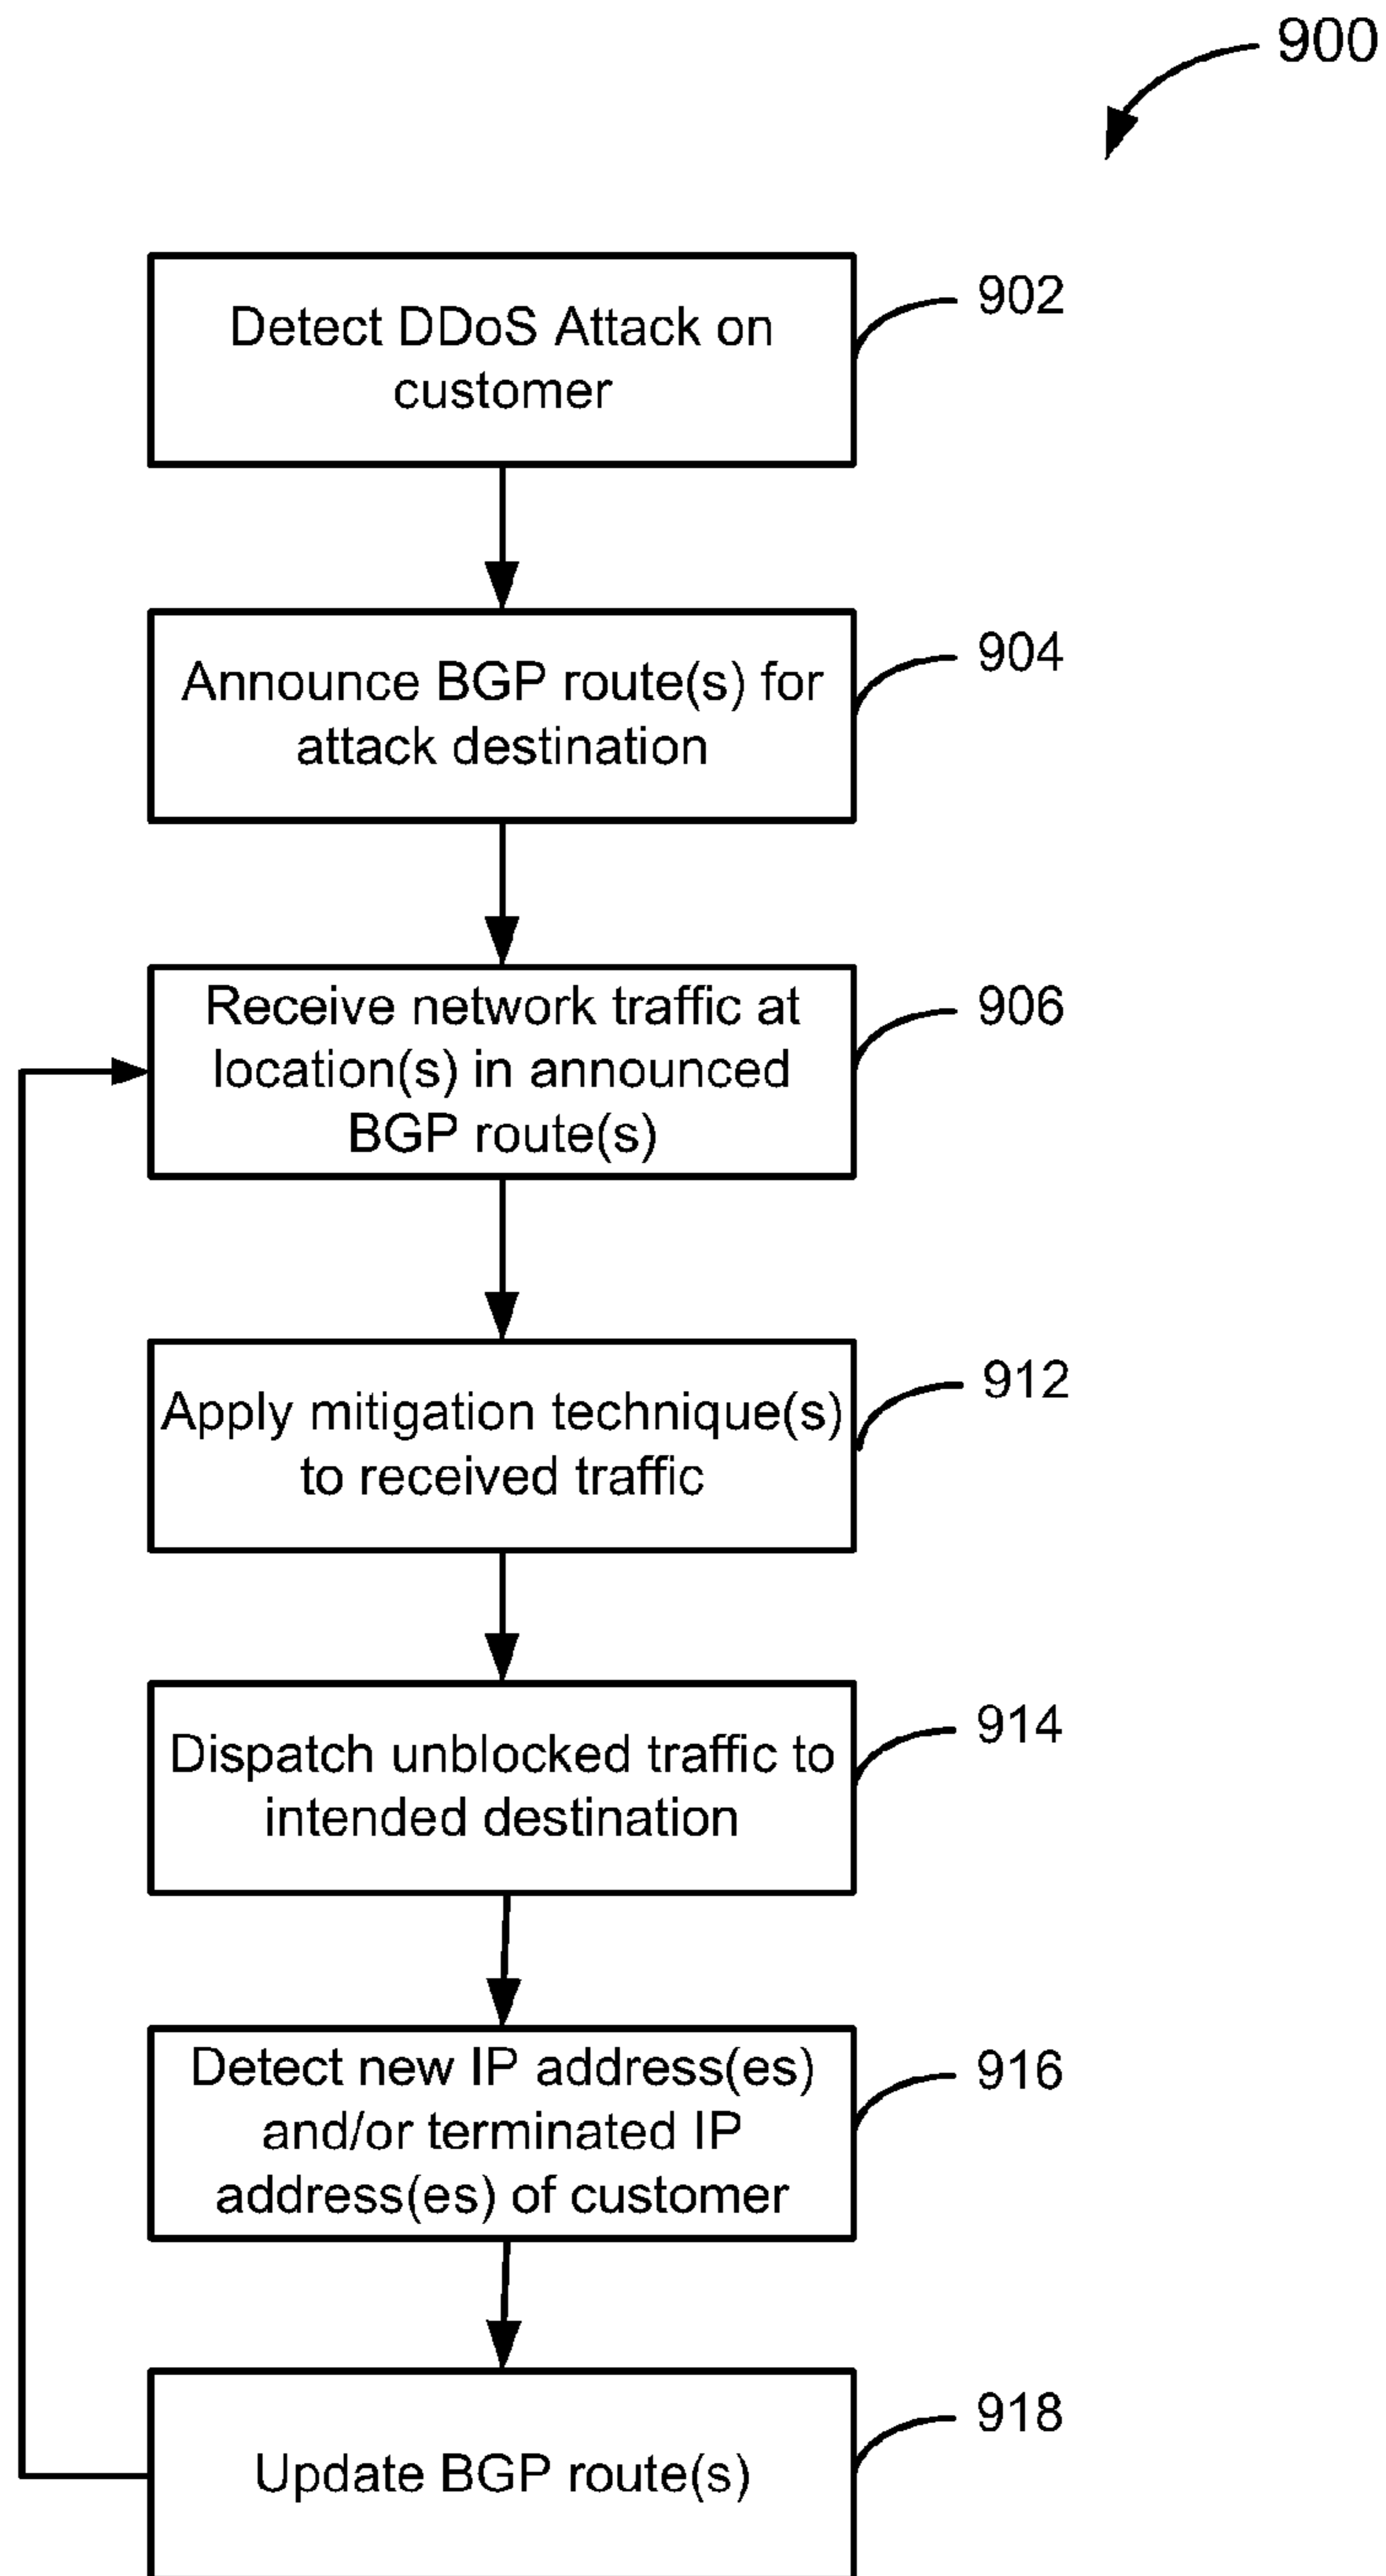 900
Detect DDoS Attack on
customer
902
Announce BGP route(s) for
attack destination
904
Receive network traffic at
location(s) in announced
BGP route(s)
906
Apply mitigation technique(s)
to received traffic
912
Dispatch unblocked traffic to
intended destination
914
Detect new IP address(es)
and/or terminated IP
address(es) of customer
916
Update BGP route(s)
918